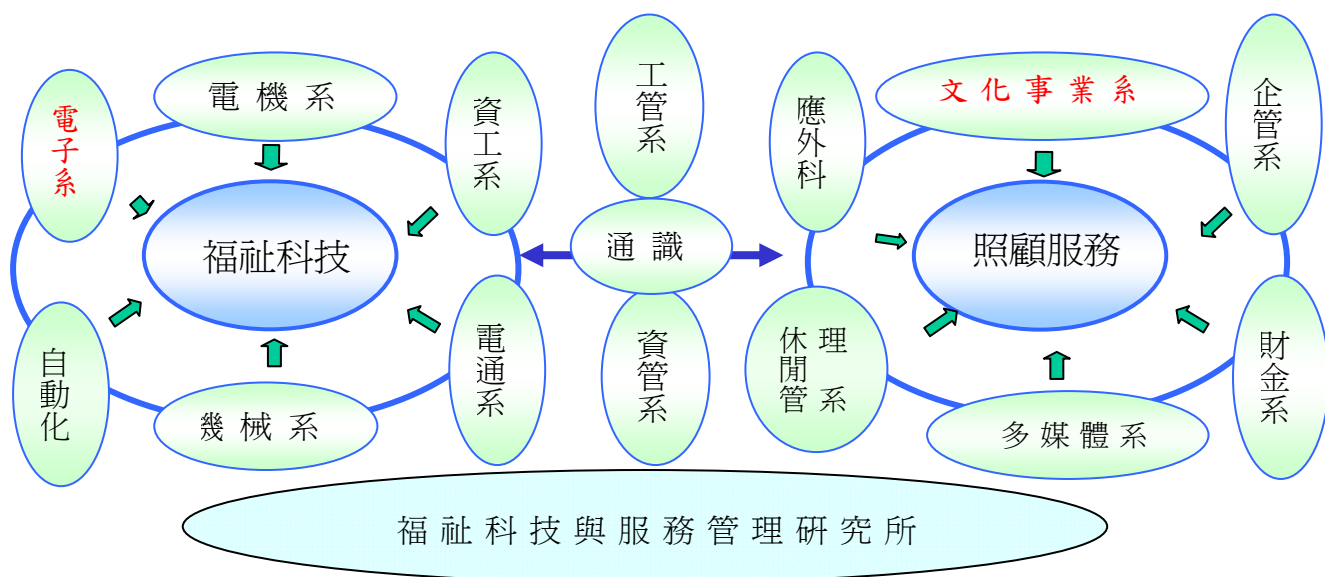 電子系
電機系
資工系
福祉科技
自動化
幾械系
電通系
工管系
通識
資管系
應外科
文化事業系
企管系
照顧服務
休閒管理系
多媒體系
財金系
福祉科技與服務管理研究所